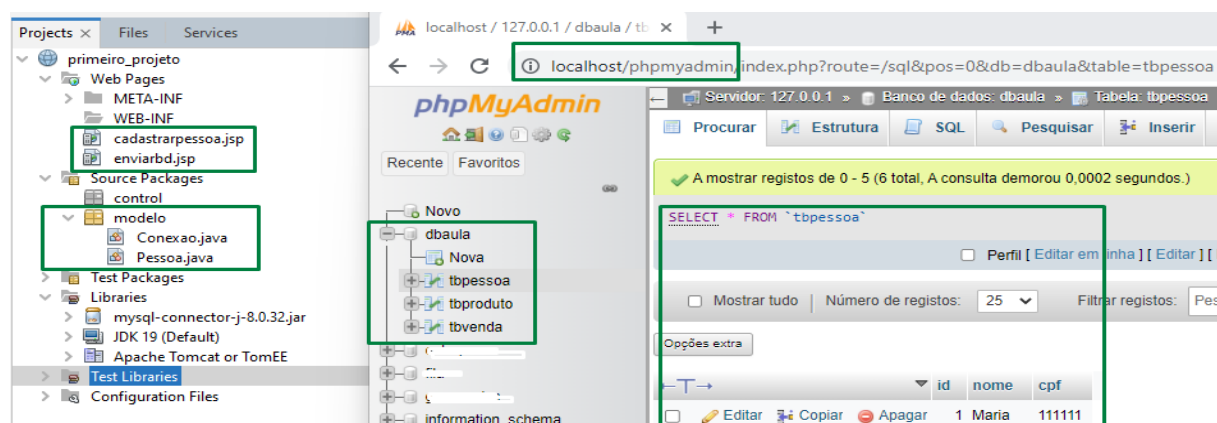 Projects × Files Services
primeiro_projeto
Web Pages
META-INF
WEB-INF
cadastrarpessoa.jsp
enviarbd.jsp
Source Packages
control
modelo
Conexao.java
Pessoa.java
Test Packages
Libraries
mysql-connector-j-8.0.32.jar
JDK 19 (Default)
Apache Tomcat or TomEE
Test Libraries
Configuration Files
localhost / 127.0.0.1 / dbaula / tb × +
localhost/phpmyadmin/index.php?route=/sql&pos=0&db=dbaula&table=tbpessoa
phpMyAdmin
Recente Favoritos
Novo
dbaula
Nova
tbpessoa
tbproduto
tbvenda
information_schema
Servidor: 127.0.0.1 » Banco de dados: dbaula » Tabela: tbpessoa
Procurar Estrutura SQL Pesquisar Inserir
A mostrar registos de 0 - 5 (6 total, A consulta demorou 0,0002 segundos.)
SELECT * FROM `tbpessoa`
Perfil [ Editar em linha ] [ Editar ] [
Mostrar tudo | Número de registos: 25 Filtrar registos: Pes
Opções extra
←T→ id nome cpf
Editar Copiar Apagar 1 Maria 111111